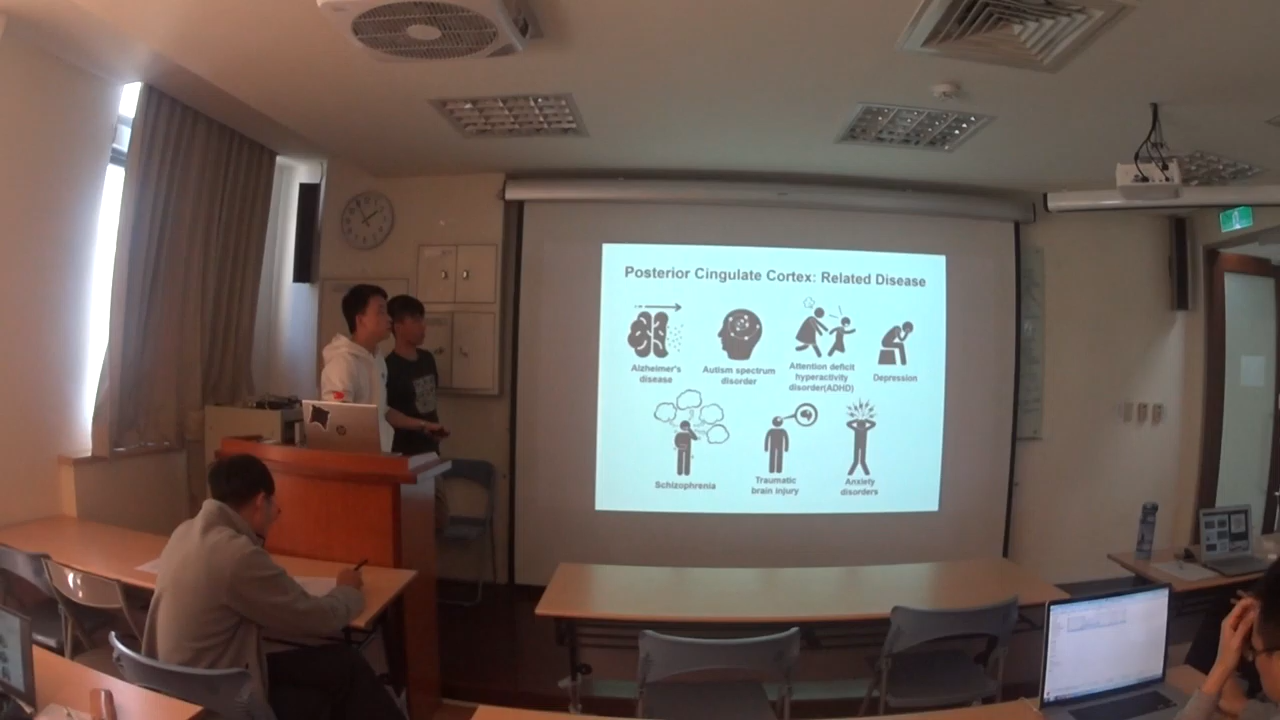 Posterior Cingulate Cortex: Related Disease
Alzheimer's
disease
Autism spectrum
disorder
Attention deficit
hyperactivity
disorder(ADHD)
Depression
Schizophrenia
Traumatic
brain injury
Anxiety
disorders
hp